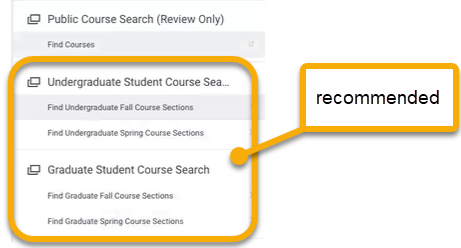 Public Course Search (Review Only)
Find Courses
Undergraduate Student Course Sea...
Find Undergraduate Fall Course Sections
Find Undergraduate Spring Course Sections
Graduate Student Course Search
Find Graduate Fall Course Sections
Find Graduate Spring Course Sections
recommended